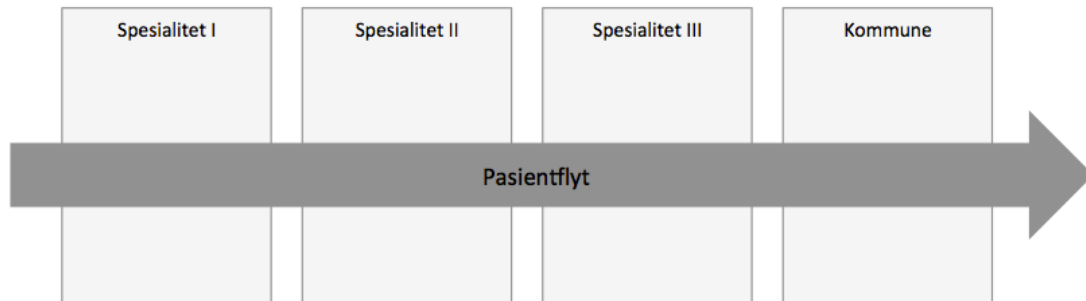 Spesialitet I
Spesialitet II
Spesialitet III
Kommune
Pasientflyt